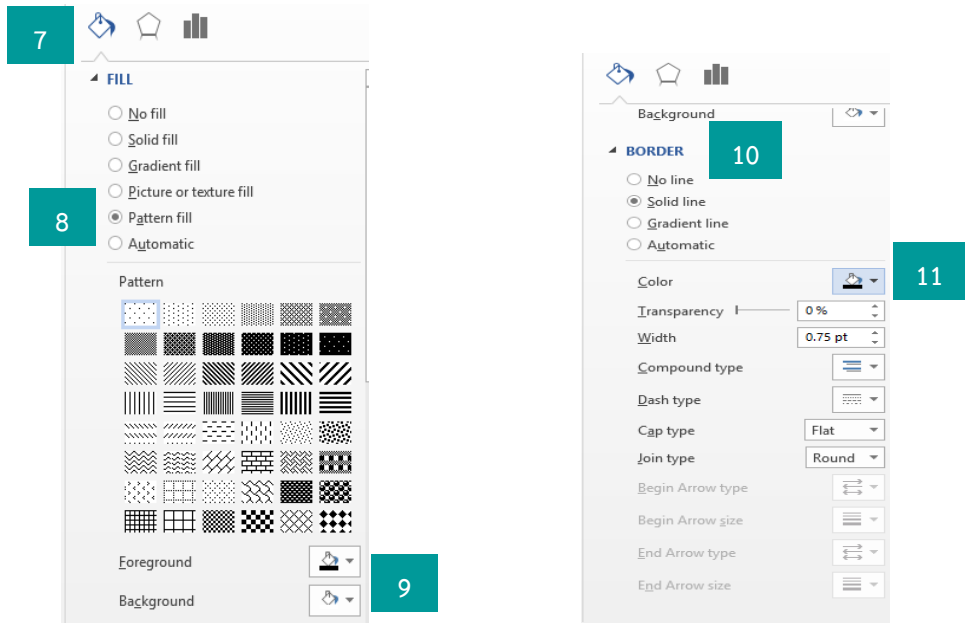 7
FILL
No fill
Solid fill
Gradient fill
Picture or texture fill
8
Pattern fill
Automatic
Pattern
Foreground
9
Background
Background
BORDER
10
No line
Solid line
Gradient line
Automatic
Color
11
Transparency 0%
Width 0.75 pt
Compound type
Dash type
Cap type Flat
Join type Round
Begin Arrow type
Begin Arrow size
End Arrow type
End Arrow size